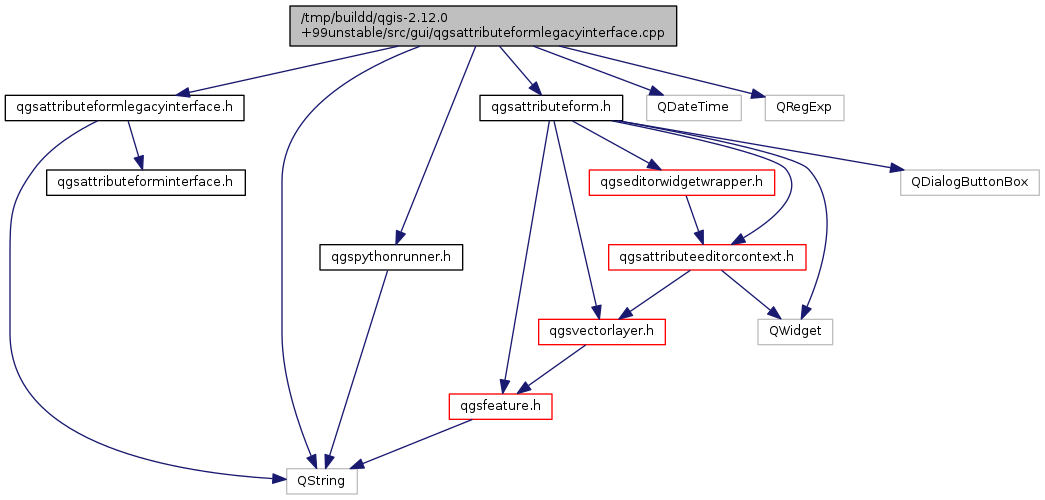 /tmp/buildd/qgis-2.12.0
+99unstable/src/gui/qgsattributeformlegacyinterface.cpp
qgsattributeformlegacyinterface.h
qgsattributeform.h
QDateTime
QRegExp
qgsattributeforminterface.h
qgseditorwidgetwrapper.h
QDialogButtonBox
qgspythonrunner.h
qgsattributeeditorcontext.h
qgsvectorlayer.h
QWidget
qgsfeature.h
QString